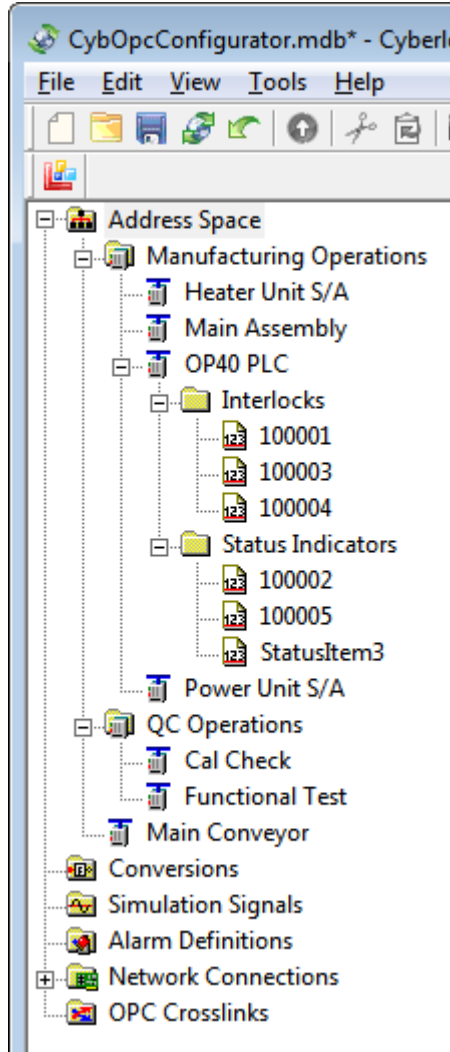 CybOpcConfigurator.mdb* - Cyberl
File Edit View Tools Help
Address Space
Manufacturing Operations
Heater Unit S/A
Main Assembly
OP40 PLC
Interlocks
100001
100003
100004
Status Indicators
100002
100005
StatusItem3
Power Unit S/A
QC Operations
Cal Check
Functional Test
Main Conveyor
Conversions
Simulation Signals
Alarm Definitions
Network Connections
OPC Crosslinks